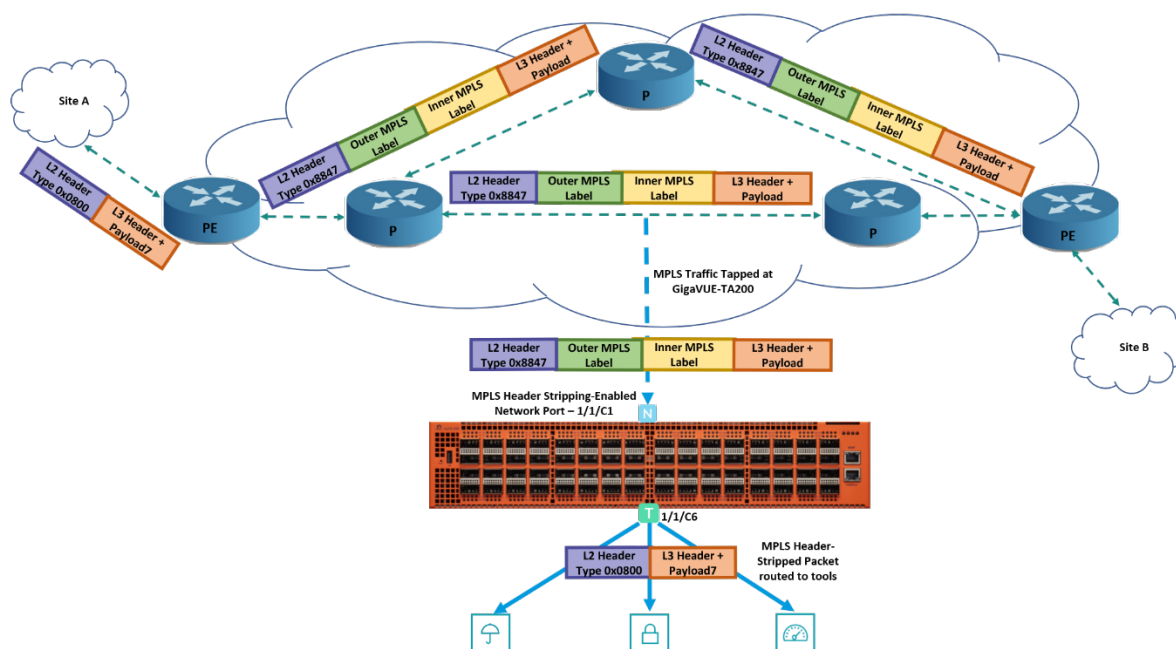 L3 Header +
Payload
Inner MPLS
Label
Outer MPLS
Label
L2 Header
Type 0x8847
P
L2 Header
Type 0x8847
Outer MPLS
Label
Inner MPLS
Label
L3 Header +
Payload
Site A
L2 Header
Type 0x0800
L3 Header +
Payload7
PE
P
L2 Header
Type 0x8847
Outer MPLS
Label
Inner MPLS
Label
L3 Header +
Payload
P
PE
MPLS Traffic Tapped at
GigaVUE-TA200
Site B
L2 Header
Type 0x8847
Outer MPLS
Label
Inner MPLS
Label
L3 Header +
Payload
MPLS Header Stripping-Enabled
Network Port – 1/1/C1
N
T
1/1/C6
L2 Header
Type 0x0800
L3 Header +
Payload7
MPLS Header-
Stripped Packet
routed to tools